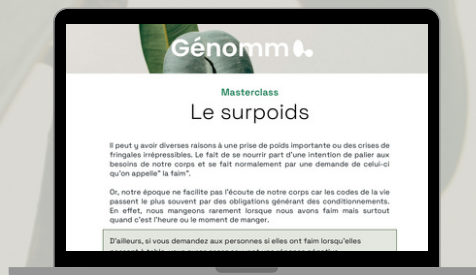 Génomm
Masterclass
Le surpoids
Il peut y avoir diverses raisons à une prise de poids importante ou des crises de
fringales irrépressibles. Le fait de se nourrir part d'une intention de palier aux
besoins de notre corps et se fait normalement par une demande de celui-ci
qu'on appelle" la faim".
Or, notre époque ne facilite pas l'écoute de notre corps car les codes de la vie
passent le plus souvent par des obligations générant des conditionnements.
En effet, nous mangeons rarement lorsque nous avons faim mais surtout
quand c'est l'heure ou le moment de manger.
D'ailleurs, si vous demandez aux personnes si elles ont faim lorsqu'elles